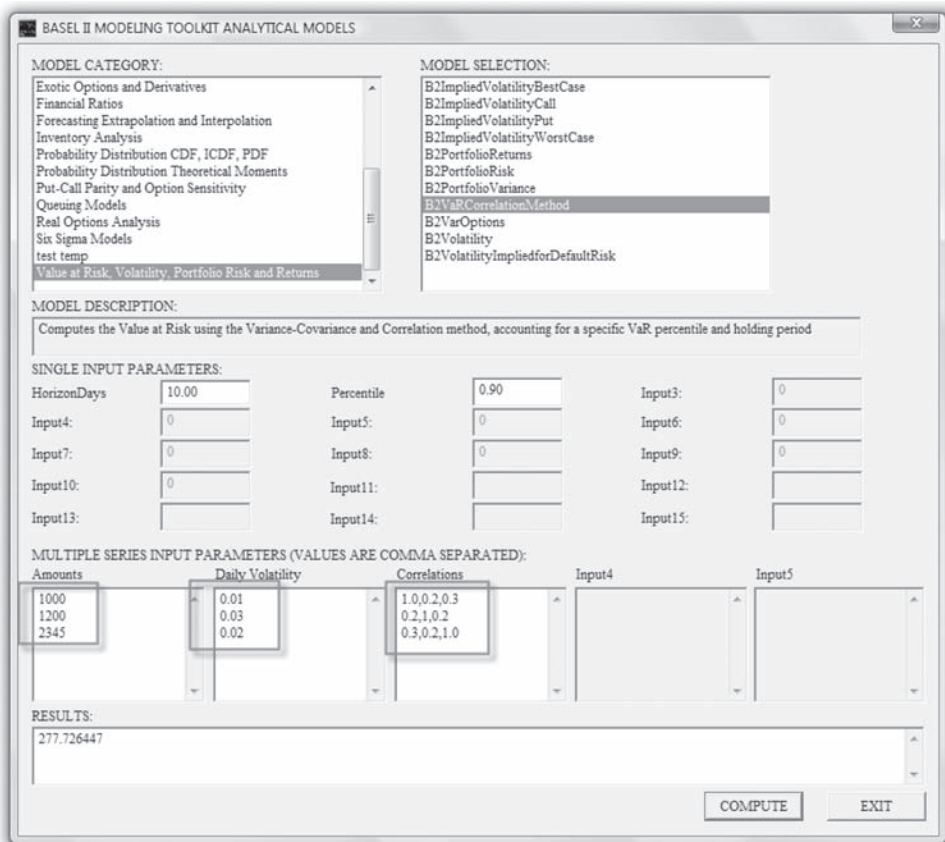 BASEL II MODELING TOOLKIT ANALYTICAL MODELS
MODEL CATEGORY:
Exotic Options and Derivatives
Financial Ratios
Forecasting Extrapolation and Interpolation
Inventory Analysis
Probability Distribution CDF, ICDF, PDF
Probability Distribution Theoretical Moments
Put-Call Parity and Option Sensitivity
Queuing Models
Real Options Analysis
Six Sigma Models
test temp
Value at Risk, Volatility, Portfolio Risk and Returns
MODEL SELECTION:
B2ImpliedVolatilityBestCase
B2ImpliedVolatilityCall
B2ImpliedVolatilityPut
B2ImpliedVolatilityWorstCase
B2PortfolioReturns
B2PortfolioRisk
B2PortfolioVariance
B2VaRCorrelationMethod
B2VarOptions
B2Volatility
B2VolatilityImpliedforDefaultRisk
MODEL DESCRIPTION:
Computes the Value at Risk using the Variance-Covariance and Correlation method, accounting for a specific VaR percentile and holding period
SINGLE INPUT PARAMETERS:
HorizonDays 10.00 Percentile 0.90 Input3: 0
Input4: 0 Input5: 0 Input6: 0
Input7: 0 Input8: 0 Input9: 0
Input10: 0 Input11: Input12:
Input13: Input14: Input15:
MULTIPLE SERIES INPUT PARAMETERS (VALUES ARE COMMA SEPARATED):
Amounts Daily Volatility Correlations Input4 Input5
1000 0.01 1.0,0.2,0.3
1200 0.03 0.2,1,0.2
2345 0.02 0.3,0.2,1.0
RESULTS:
277.726447
COMPUTE EXIT